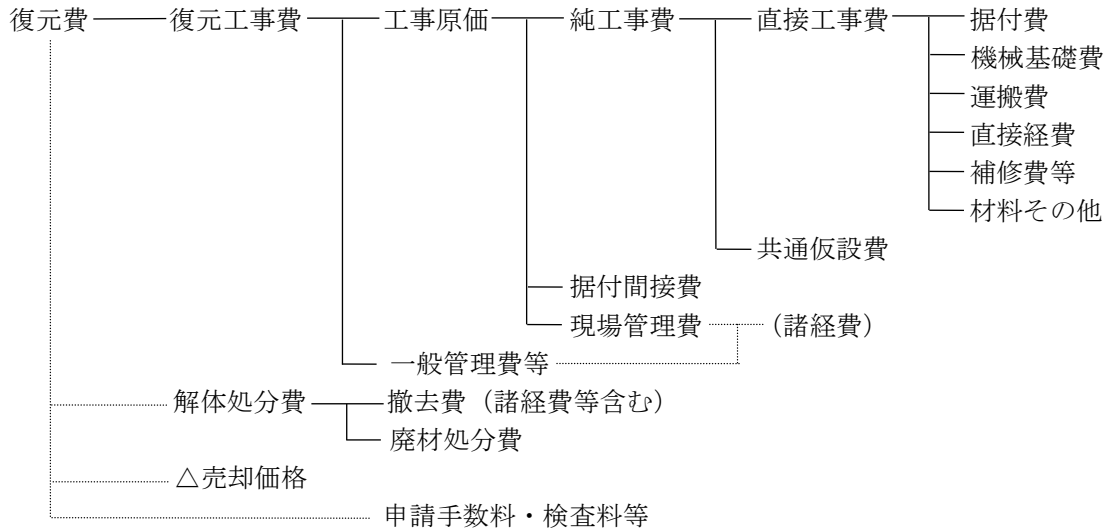 復元費 復元工事費 工事原価 純工事費 直接工事費 据付費
機械基礎費
運搬費
直接経費
補修費等
材料その他
共通仮設費
据付間接費
現場管理費 (諸経費)
一般管理費等
解体処分費 撤去費(諸経費等含む)
廃材処分費
△売却価格
申請手数料・検査料等